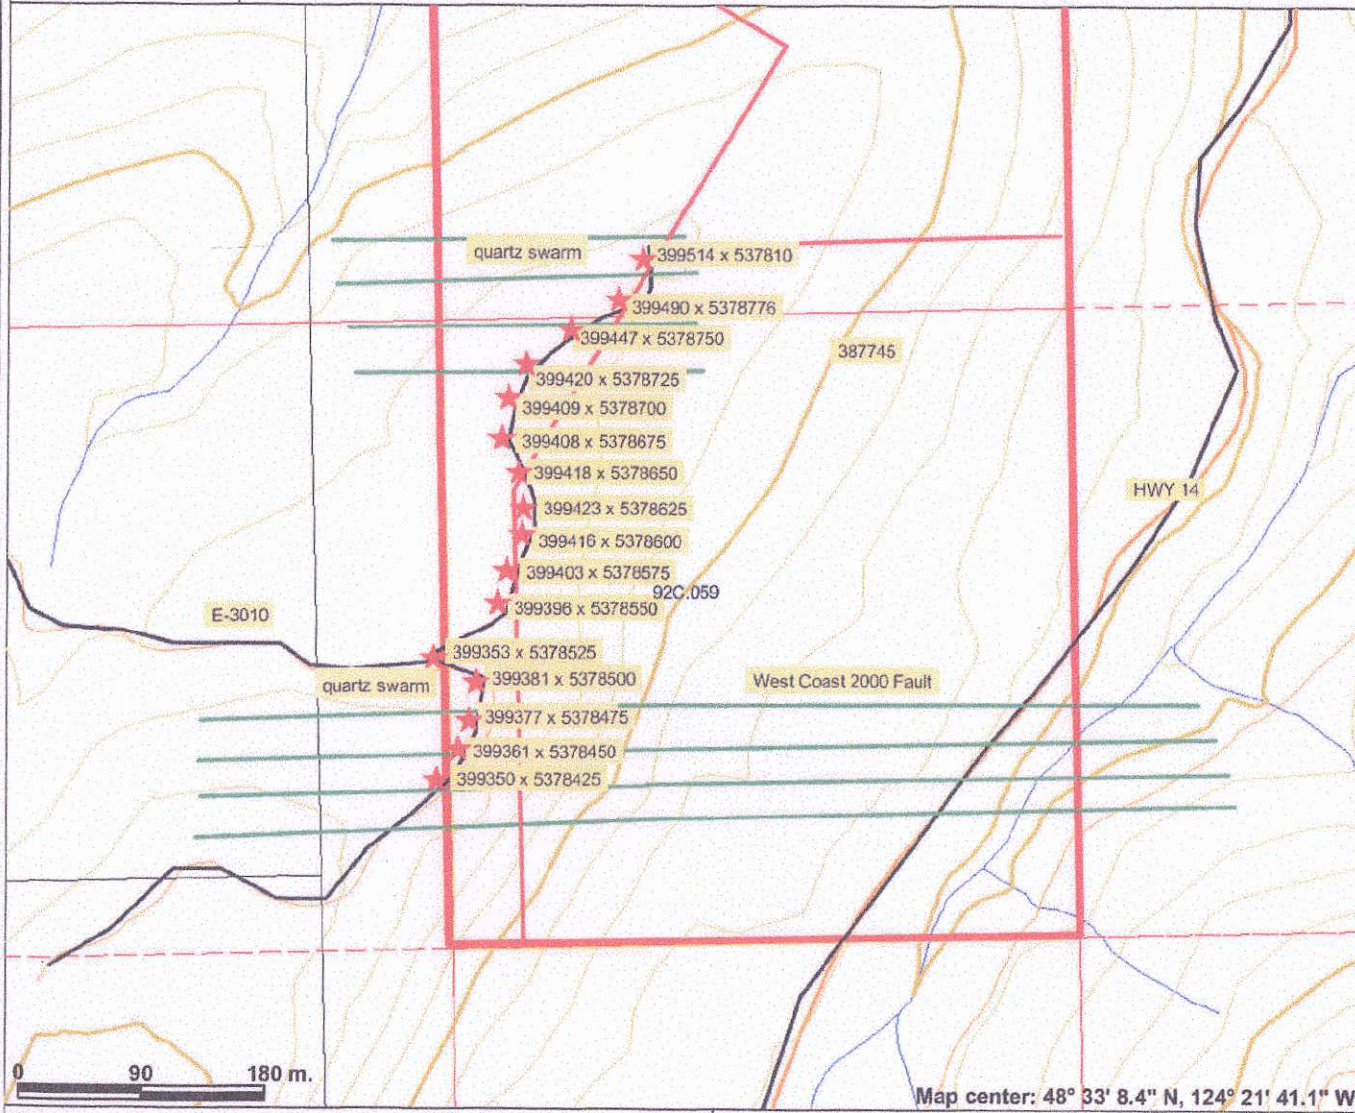 quartz swarm
399514 x 537810
399490 x 5378776
399447 x 5378750
387745
399420 x 5378725
399409 x 5378700
399408 x 5378675
399418 x 5378650
HWY 14
399423 x 5378625
399416 x 5378600
399403 x 5378575
92C.059
399396 x 5378550
E-3010
399353 x 5378525
399381 x 5378500
quartz swarm
West Coast 2000 Fault
399377 x 5378475
399361 x 5378450
399350 x 5378425
0 90 180 m.
Map center: 48° 33' 8.4" N, 124° 21' 41.1" W